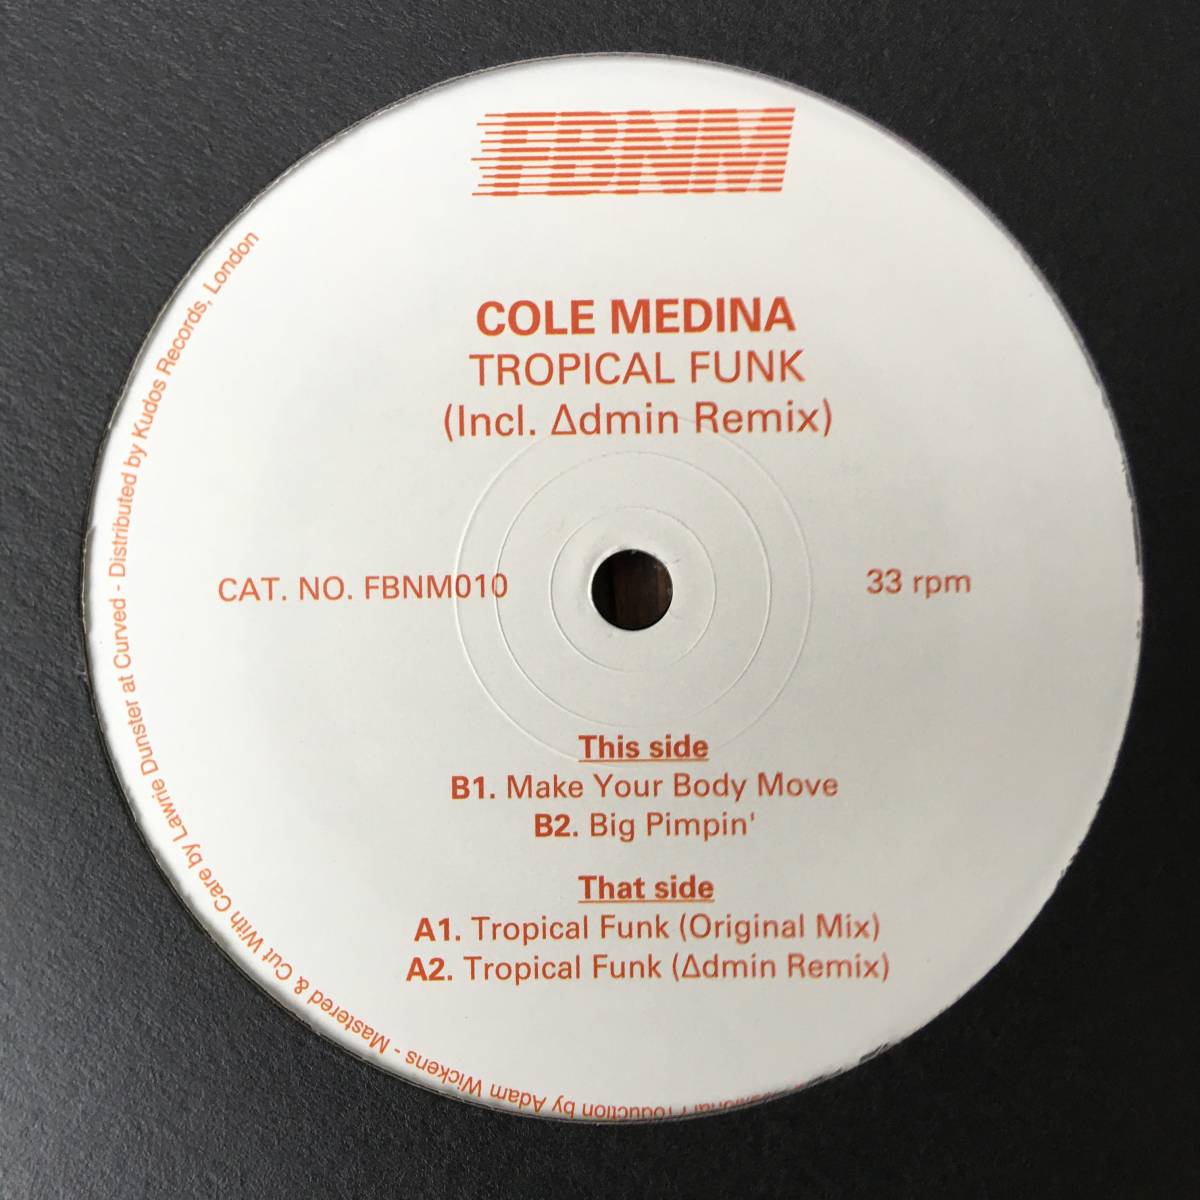 FBNM
COLE MEDINA
TROPICAL FUNK
(Incl. Δdmin Remix)
CAT. NO. FBNM010
33 rpm
This side
B1. Make Your Body Move
B2. Big Pimpin'
That side
A1. Tropical Funk (Original Mix)
A2. Tropical Funk (Δdmin Remix)
Production by Adam Wickens - Mastered & Cut With Care by Lawrie Dunster at Curved - Distributed by Kudos Records, London